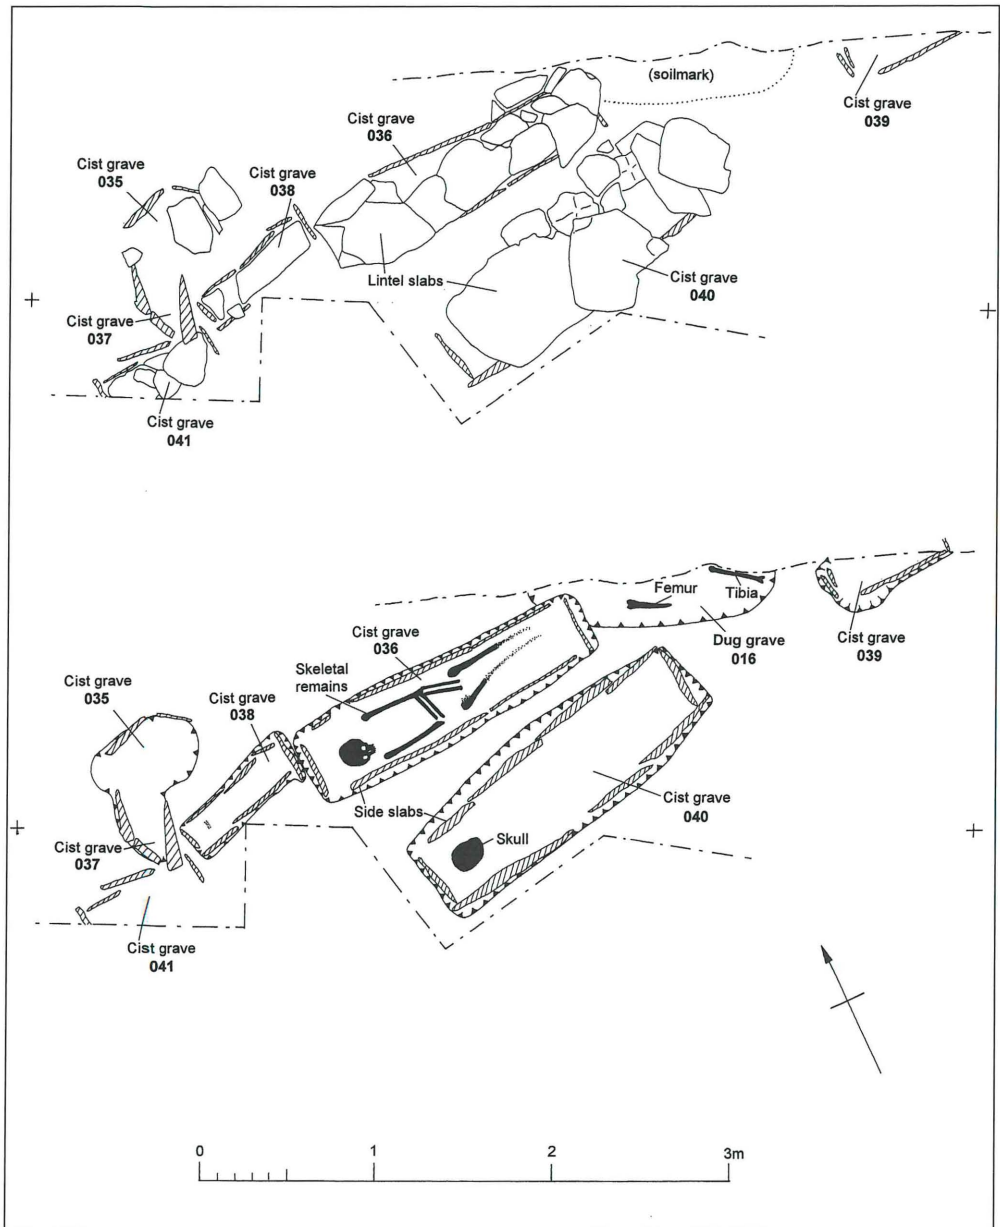 (soilmark)
Cist grave
039
Cist grave
036
Cist grave
035
Cist grave
038
Lintel slabs
Cist grave
040
Cist grave
037
Cist grave
041
Femur
Tibia
Dug grave
016
Cist grave
039
Cist grave
036
Skeletal
remains
Cist grave
035
Cist grave
038
Side slabs
Cist grave
040
Skull
Cist grave
037
Cist grave
041
0
1
2
3m